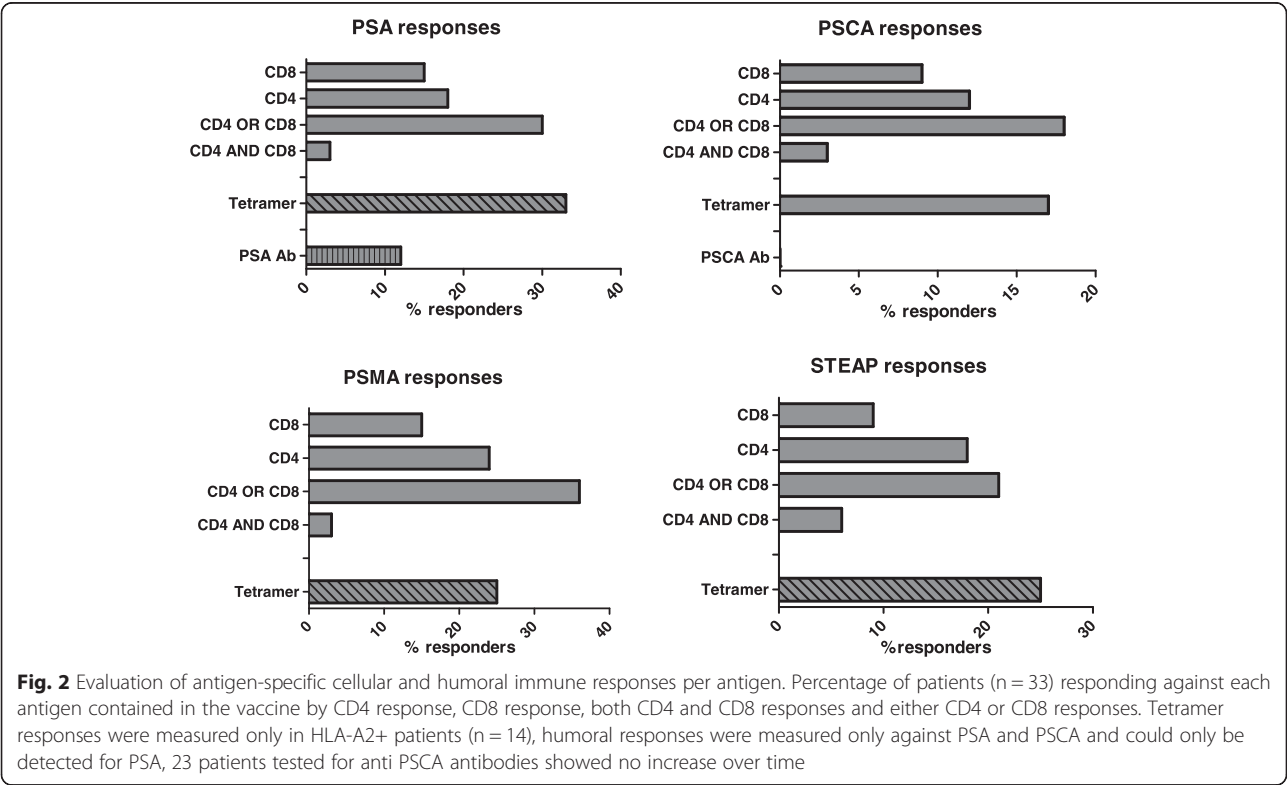 PSA responses
CD8
CD4
CD4 OR CD8
CD4 AND CD8
Tetramer
PSA Ab
0 10 20 30 40
% responders
PSCA responses
CD8
CD4
CD4 OR CD8
CD4 AND CD8
Tetramer
PSCA Ab
0 5 10 15 20
% responders
PSMA responses
CD8
CD4
CD4 OR CD8
CD4 AND CD8
Tetramer
0 10 20 30 40
% responders
STEAP responses
CD8
CD4
CD4 OR CD8
CD4 AND CD8
Tetramer
0 10 20 30
%responders
Fig. 2 Evaluation of antigen-specific cellular and humoral immune responses per antigen. Percentage of patients (n = 33) responding against each
antigen contained in the vaccine by CD4 response, CD8 response, both CD4 and CD8 responses and either CD4 or CD8 responses. Tetramer
responses were measured only in HLA-A2+ patients (n = 14), humoral responses were measured only against PSA and PSCA and could only be
detected for PSA, 23 patients tested for anti PSCA antibodies showed no increase over time